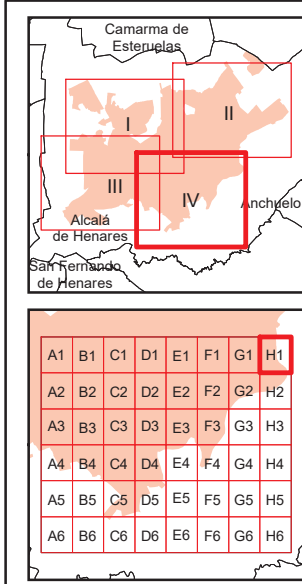 Camarma de
Esteruelas
I
II
III
IV
Anchuelo
Alcalá
de Henares
San Fernando
de Henares
A1 B1 C1 D1 E1 F1 G1 H1
A2 B2 C2 D2 E2 F2 G2 H2
A3 B3 C3 D3 E3 F3 G3 H3
A4 B4 C4 D4 E4 F4 G4 H4
A5 B5 C5 D5 E5 F5 G5 H5
A6 B6 C6 D6 E6 F6 G6 H6